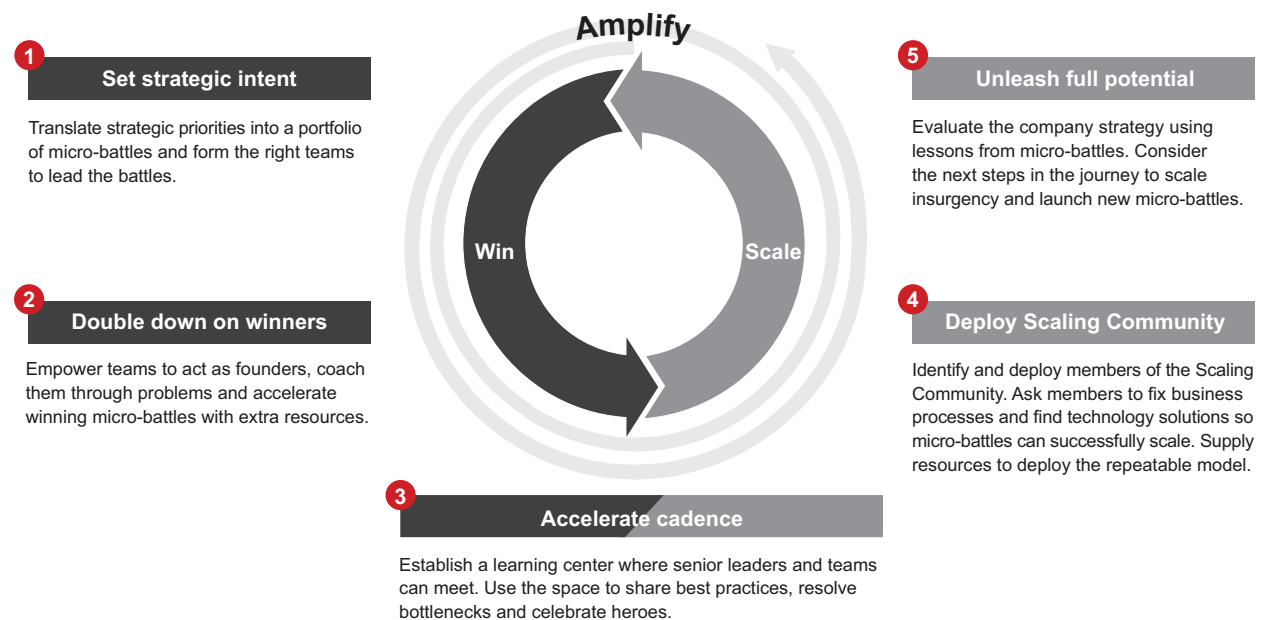 Amplify
1
Set strategic intent
Translate strategic priorities into a portfolio
of micro-battles and form the right teams
to lead the battles.
2
Double down on winners
Empower teams to act as founders, coach
them through problems and accelerate
winning micro-battles with extra resources.
Win
Scale
3
Accelerate cadence
Establish a learning center where senior leaders and teams
can meet. Use the space to share best practices, resolve
bottlenecks and celebrate heroes.
4
Deploy Scaling Community
Identify and deploy members of the Scaling
Community. Ask members to fix business
processes and find technology solutions so
micro-battles can successfully scale. Supply
resources to deploy the repeatable model.
5
Unleash full potential
Evaluate the company strategy using
lessons from micro-battles. Consider
the next steps in the journey to scale
insurgency and launch new micro-battles.